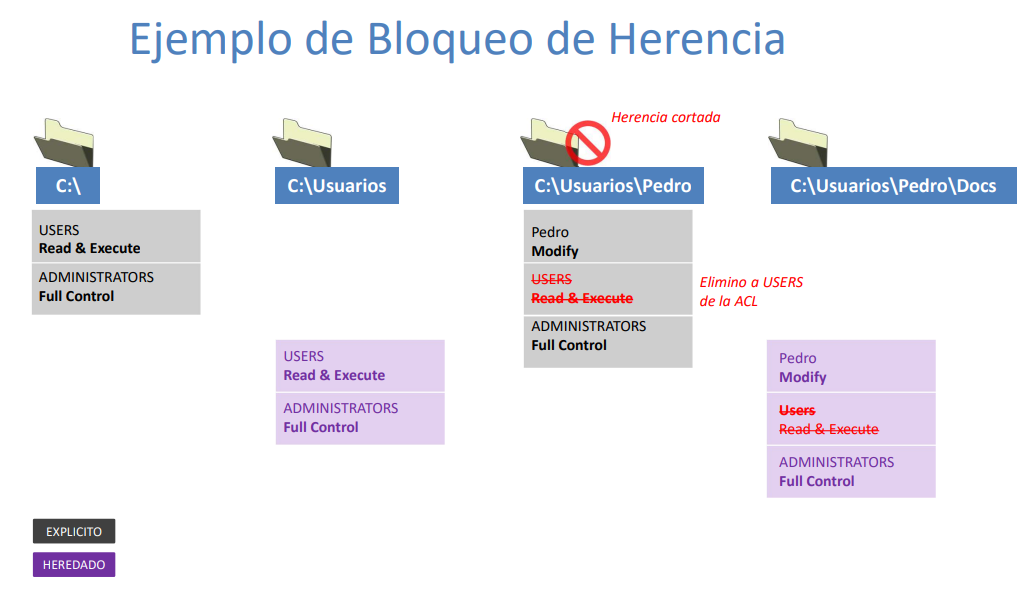 Ejemplo de Bloqueo de Herencia
Herencia cortada
C:\
C:\Usuarios
C:\Usuarios\Pedro
C:\Usuarios\Pedro\Docs
USERS
Read & Execute
ADMINISTRATORS
Full Control
Pedro
Modify
USERS
Read & Execute
ADMINISTRATORS
Full Control
Elimino a USERS
de la ACL
USERS
Read & Execute
ADMINISTRATORS
Full Control
Pedro
Modify
Users
Read & Execute
ADMINISTRATORS
Full Control
EXPLICITO
HEREDADO